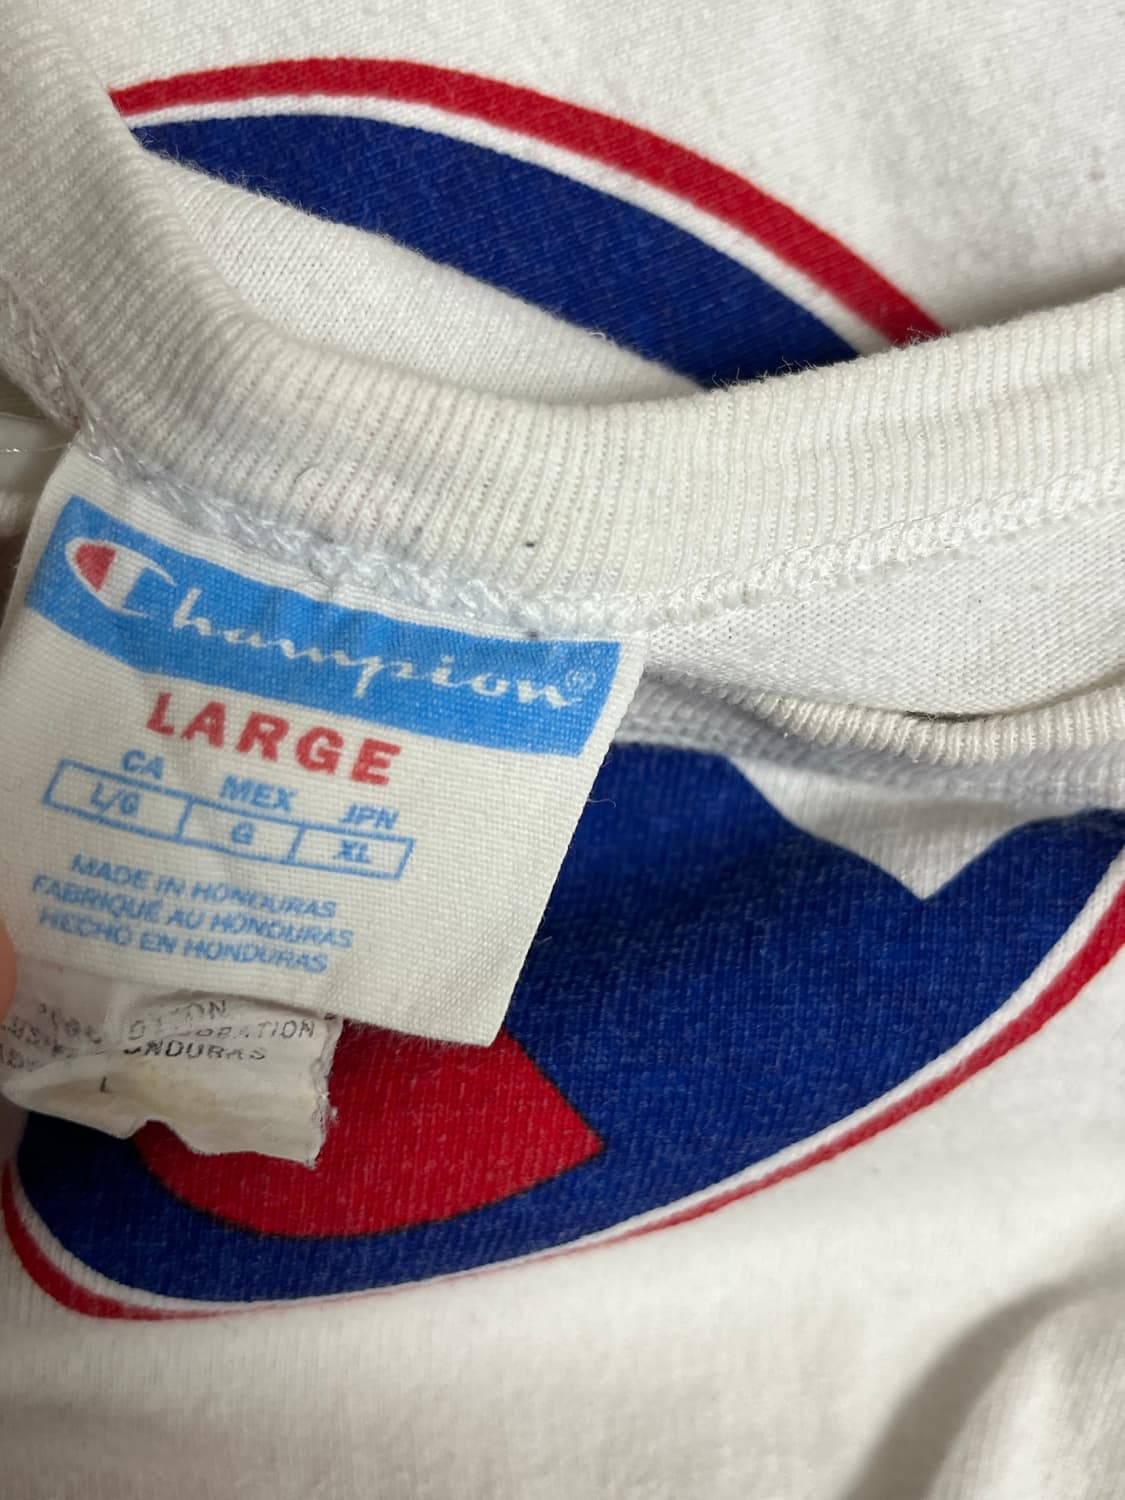 Champion®
LARGE
CA MEX JPN
L/G G XL
MADE IN HONDURAS
FABRIQUÉ AU HONDURAS
HECHO EN HONDURAS
L